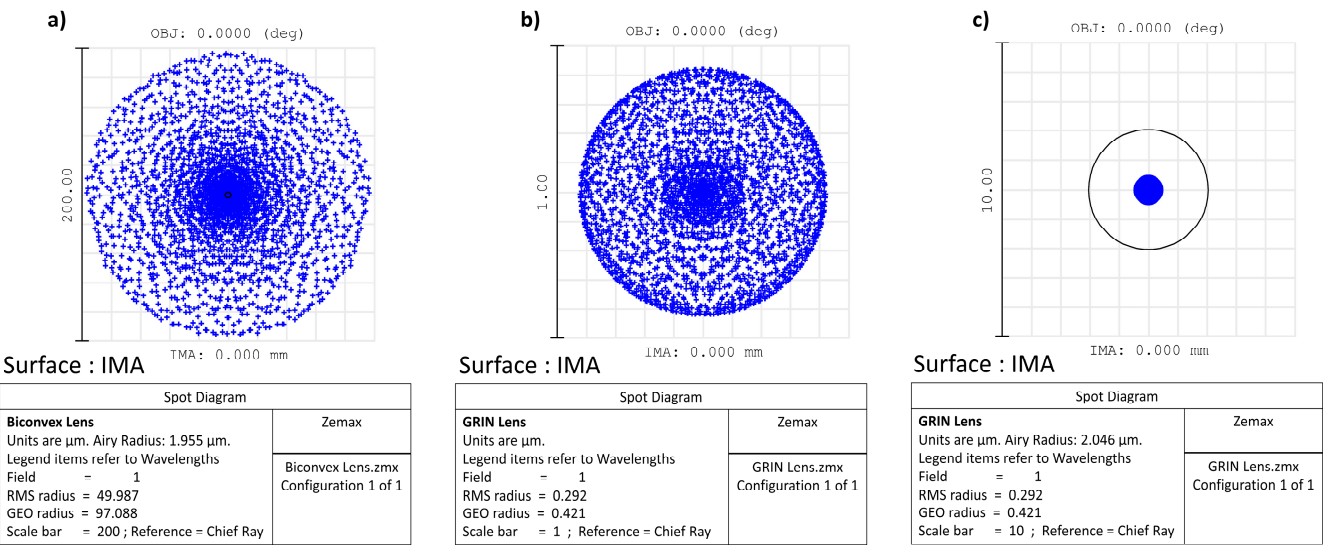 a)
OBJ: 0.0000 (deg)
200.00
IMA: 0.000 mm
Surface : IMA
Spot Diagram
Biconvex Lens
Units are µm. Airy Radius: 1.955 µm.
Legend items refer to Wavelengths
Field = 1
RMS radius = 49.987
GEO radius = 97.088
Scale bar = 200 ; Reference = Chief Ray
Zemax
Biconvex Lens.zmx
Configuration 1 of 1
b)
OBJ: 0.0000 (deg)
1.00
IMA: 0.000 mm
Surface : IMA
Spot Diagram
GRIN Lens
Units are µm.
Legend items refer to Wavelengths
Field = 1
RMS radius = 0.292
GEO radius = 0.421
Scale bar = 1 ; Reference = Chief Ray
Zemax
GRIN Lens.zmx
Configuration 1 of 1
c)
OBJ: 0.0000 (deg)
10.00
IMA: 0.000 mm
Surface : IMA
Spot Diagram
GRIN Lens
Units are µm. Airy Radius: 2.046 µm.
Legend items refer to Wavelengths
Field = 1
RMS radius = 0.292
GEO radius = 0.421
Scale bar = 10 ; Reference = Chief Ray
Zemax
GRIN Lens.zmx
Configuration 1 of 1